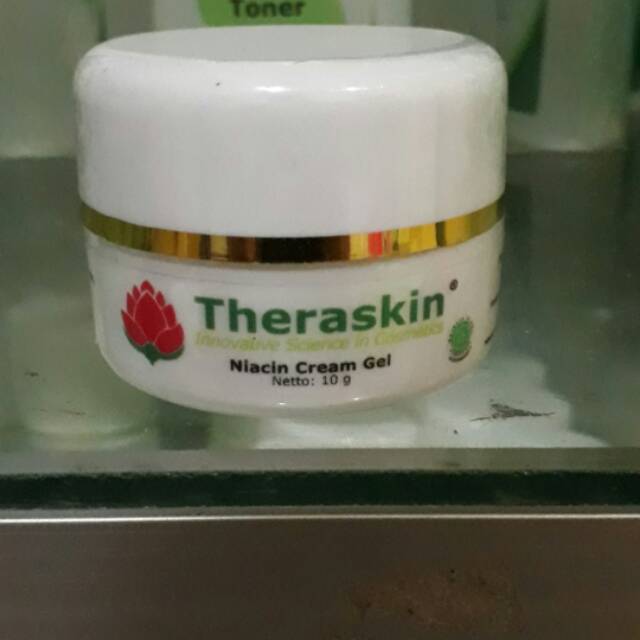 Toner
Theraskin®
Innovative Science in Cosmetics
Niacin Cream Gel
Netto: 10 g